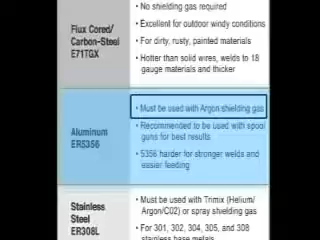 • No shielding gas required
Flux Cored/
Carbon-Steel
E71TGX
• Excellent for outdoor windy conditions
• For dirty, rusty, painted materials
• Hotter than solid wires, welds to 18
gauge materials and thicker
Aluminum
ER5356
• Must be used with Argon shielding gas
• Recommended to be used with spool
guns for best results
• 5356 harder for stronger welds and
easier feeding
Stainless
Steel
ER308L
• Must be used with Trimix (Helium/
Argon/C02) or spray shielding gas
• For 301, 302, 304, 305, and 308
stainless base metals